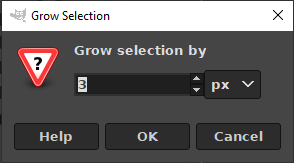 Grow Selection
Grow selection by
?
3 px
Help OK Cancel